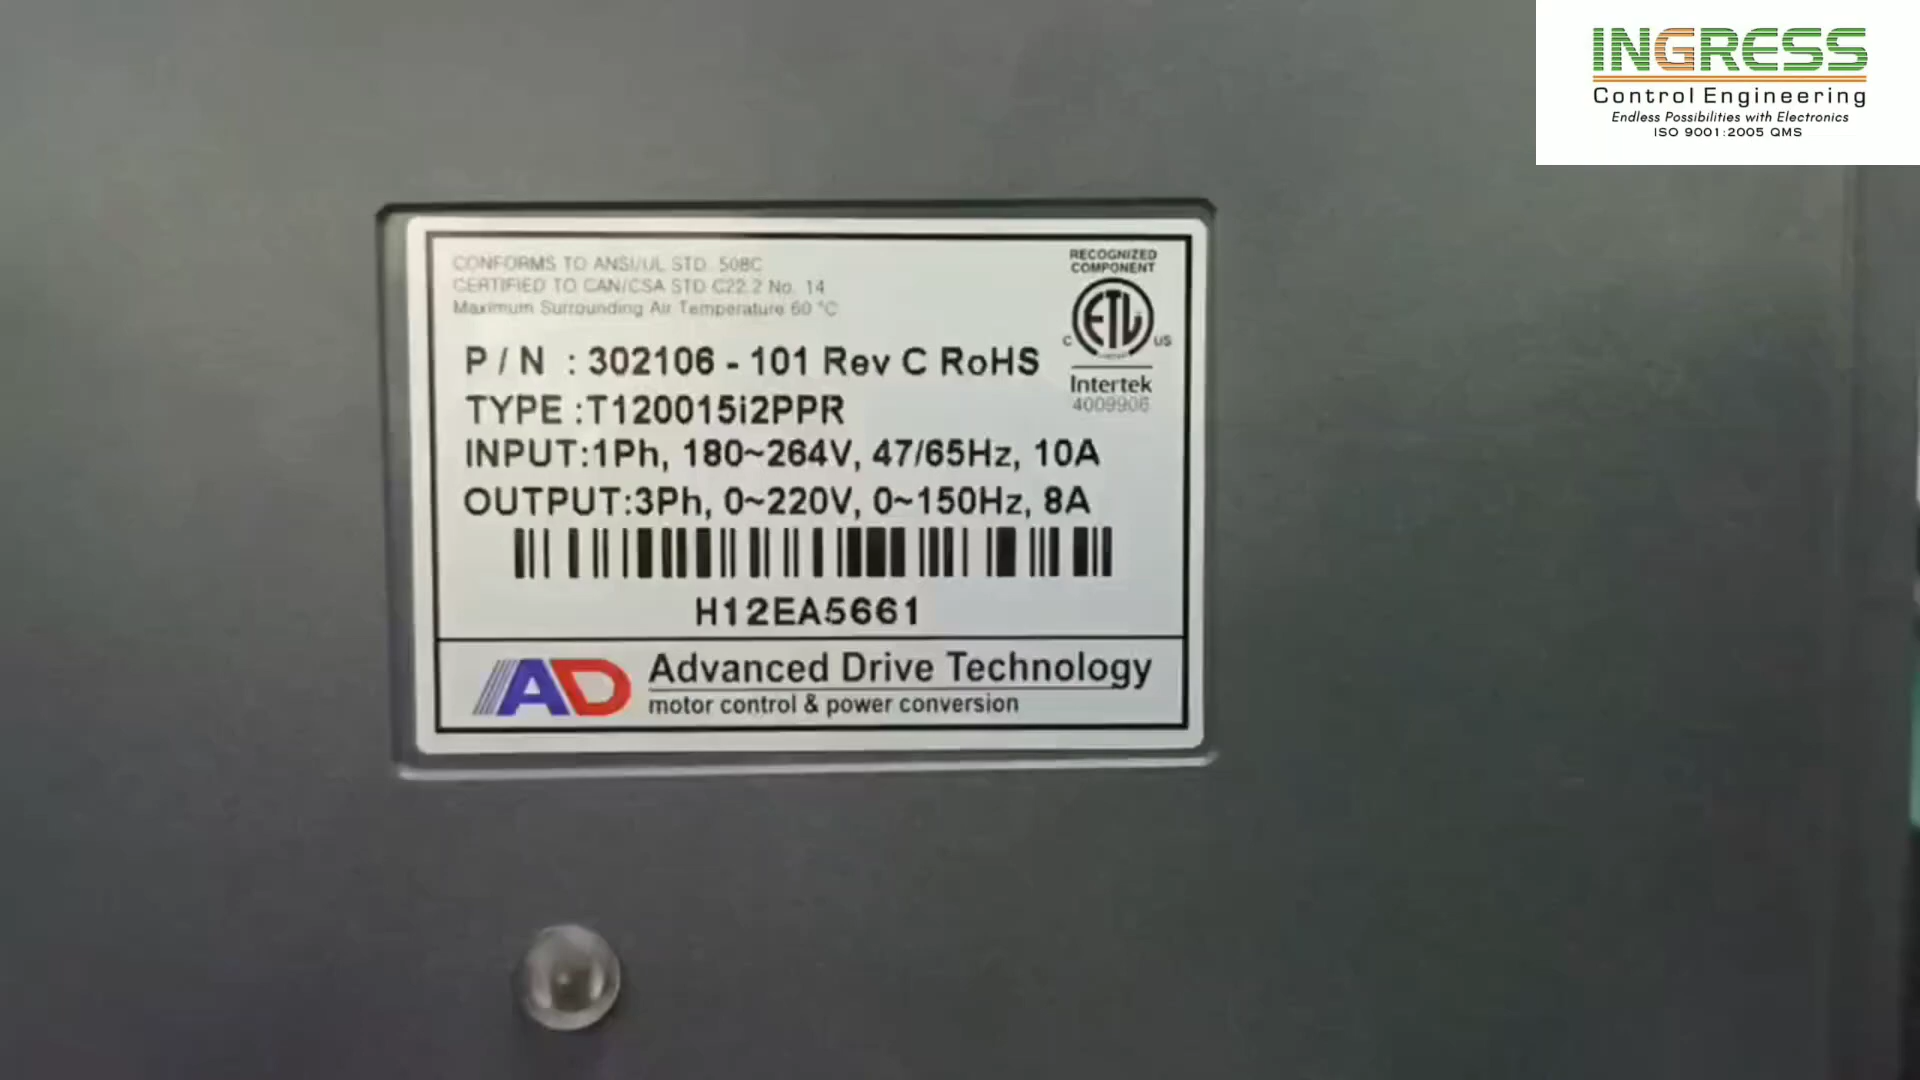 INGRESS
Control Engineering
Endless Possibilities with Electronics
ISO 9001:2005 QMS
CONFORMS TO ANSI/UL STD. 508C
CERTIFIED TO CAN/CSA STD C22.2 No. 14
Maximum Surrounding Air Temperature 60 °C
RECOGNIZED
COMPONENT
ETL
C US
Intertek
4009906
P / N : 302106 - 101 Rev C RoHS
TYPE :T120015i2PPR
INPUT:1Ph, 180~264V, 47/65Hz, 10A
OUTPUT:3Ph, 0~220V, 0~150Hz, 8A
H12EA5661
AD Advanced Drive Technology
motor control & power conversion